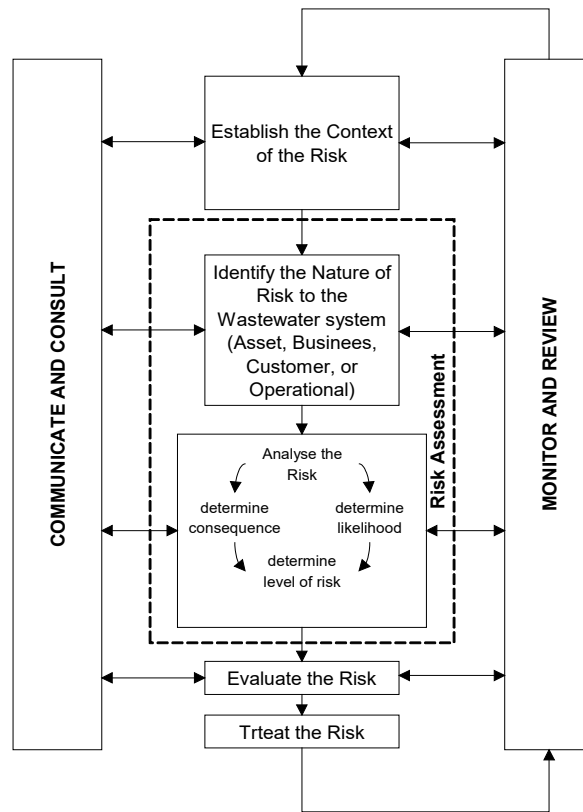 Establish the Context
of the Risk
COMMUNICATE AND CONSULT
MONITOR AND REVIEW
Risk Assessment
Identify the Nature of
Risk to the
Wastewater system
(Asset, Businees,
Customer, or
Operational)
Analyse the
Risk
determine
consequence
determine
likelihood
determine
level of risk
Evaluate the Risk
Trteat the Risk